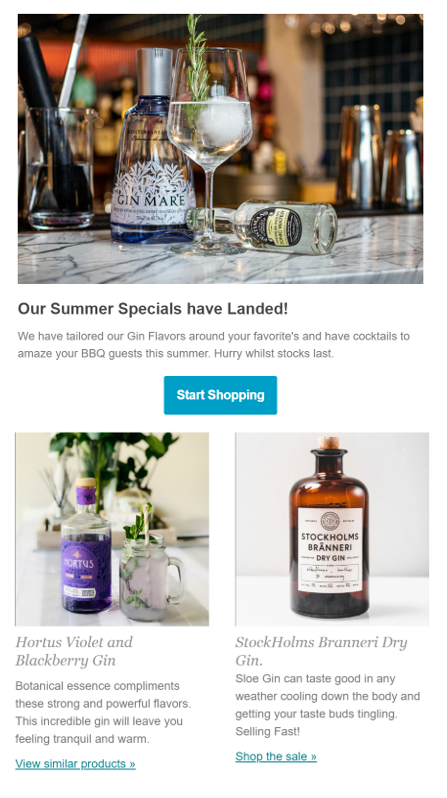 GIN MARE
Our Summer Specials have Landed!
We have tailored our Gin Flavors around your favorite's and have cocktails to
amaze your BBQ guests this summer. Hurry whilst stocks last.
Start Shopping
HORTUS
STOCKHOLMS
BRÄNNERI
DRY GIN
Hortus Violet and
Blackberry Gin
Botanical essence compliments
these strong and powerful flavors.
This incredible gin will leave you
feeling tranquil and warm.
View similar products »
StockHolms Branneri Dry
Gin.
Sloe Gin can taste good in any
weather cooling down the body and
getting your taste buds tingling.
Selling Fast!
Shop the sale »